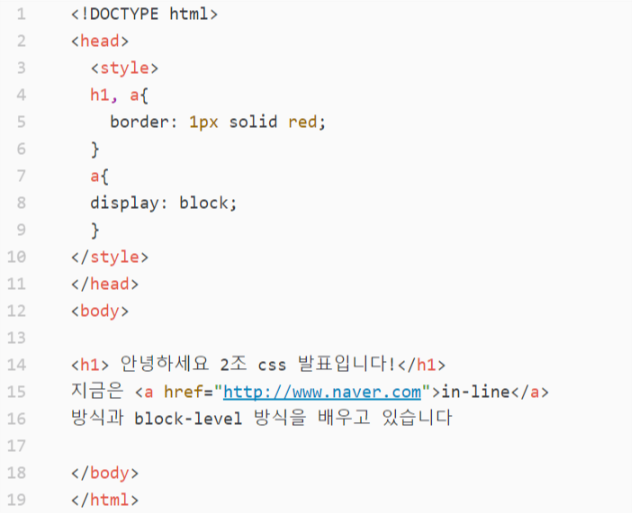 1 <!DOCTYPE html>
2 <head>
3 <style>
4 h1, a{
5 border: 1px solid red;
6 }
7 a{
8 display: block;
9 }
10 </style>
11 </head>
12 <body>
13
14 <h1> 안녕하세요 2조 css 발표입니다!</h1>
15 지금은 <a href="http://www.naver.com">in-line</a>
16 방식과 block-level 방식을 배우고 있습니다
17
18 </body>
19 </html>